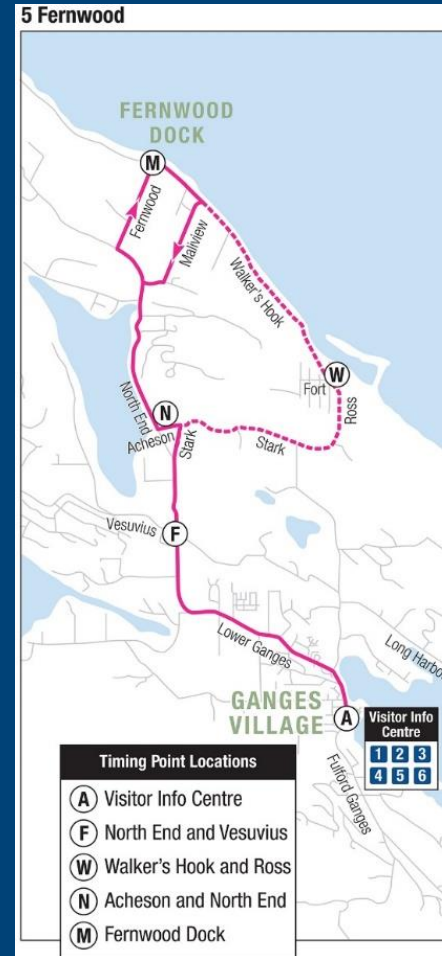 5 Fernwood
FERNWOOD
DOCK
M
Fernwood
Maliview
Walker's Hook
W
Fort
Ross
North End
N
Acheson
Stark
Stark
Vesuvius
F
Lower Ganges
Long Harbo
GANGES
VILLAGE
A
Visitor Info
Centre
1 2 3
4 5 6
Fulford Ganges
Timing Point Locations
A Visitor Info Centre
F North End and Vesuvius
W Walker's Hook and Ross
N Acheson and North End
M Fernwood Dock